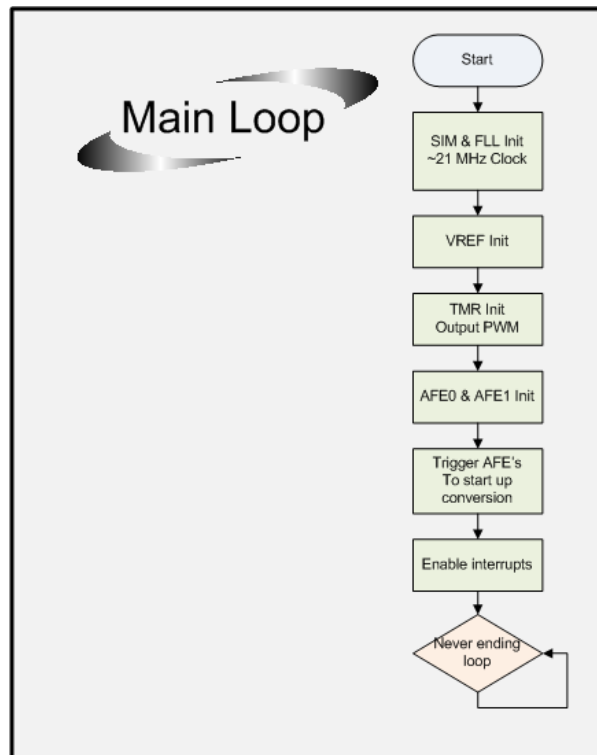 Main Loop
Start
SIM & FLL Init
~21 MHz Clock
VREF Init
TMR Init
Output PWM
AFE0 & AFE1 Init
Trigger AFE's
To start up
conversion
Enable interrupts
Never ending
loop